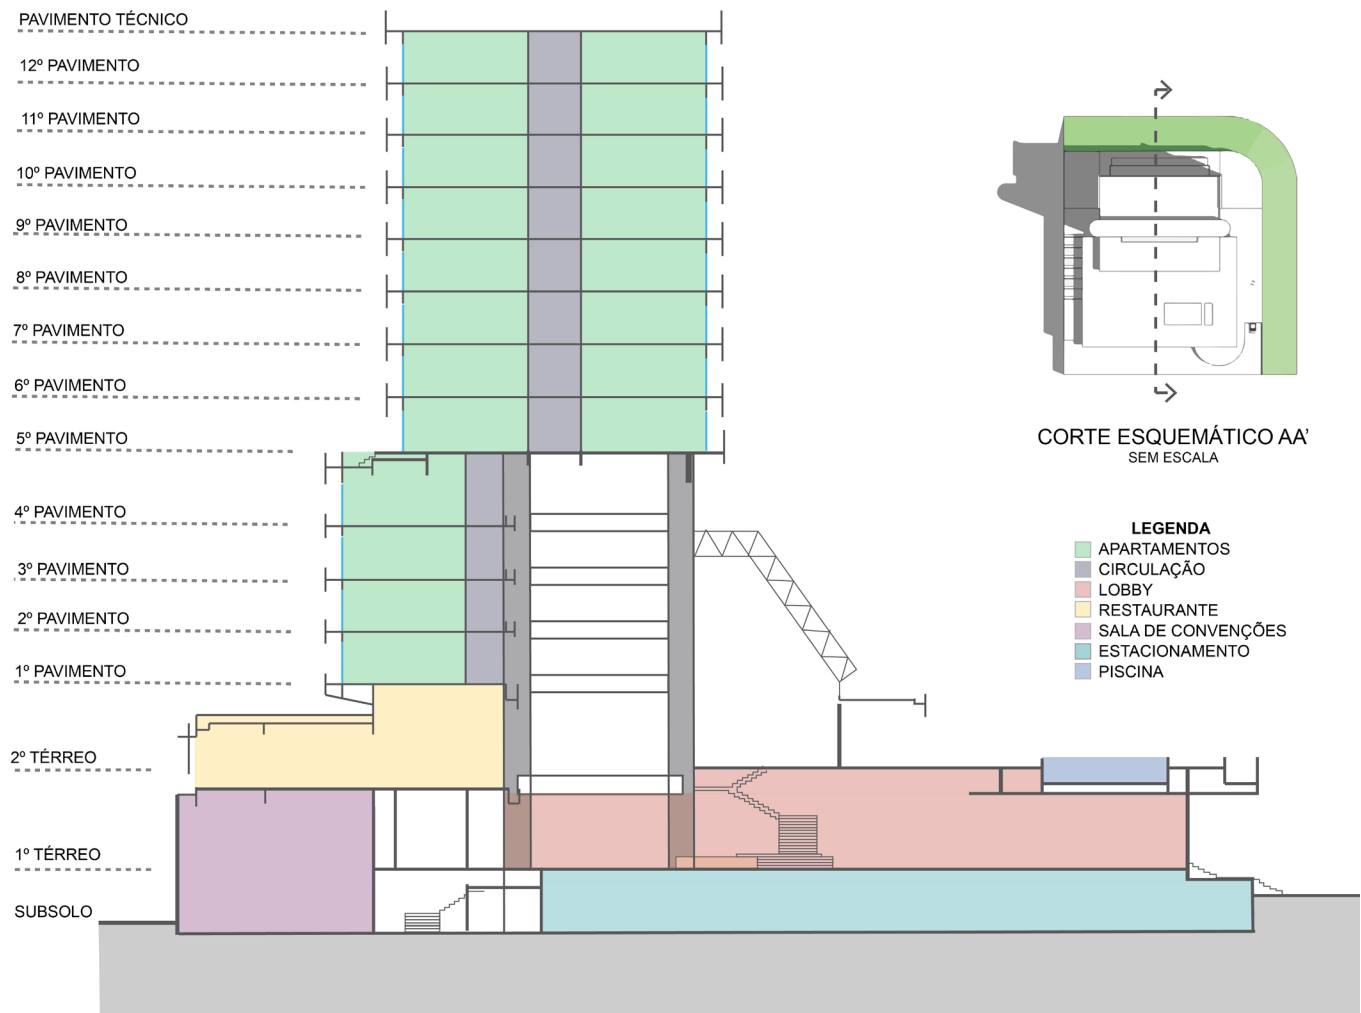 PAVIMENTO TÉCNICO
12º PAVIMENTO
11º PAVIMENTO
10º PAVIMENTO
9º PAVIMENTO
8º PAVIMENTO
7º PAVIMENTO
6º PAVIMENTO
5º PAVIMENTO
4º PAVIMENTO
3º PAVIMENTO
2º PAVIMENTO
1º PAVIMENTO
2º TÉRREO
1º TÉRREO
SUBSOLO
CORTE ESQUEMÁTICO AA'
SEM ESCALA
LEGENDA
APARTAMENTOS
CIRCULAÇÃO
LOBBY
RESTAURANTE
SALA DE CONVENÇÕES
ESTACIONAMENTO
PISCINA